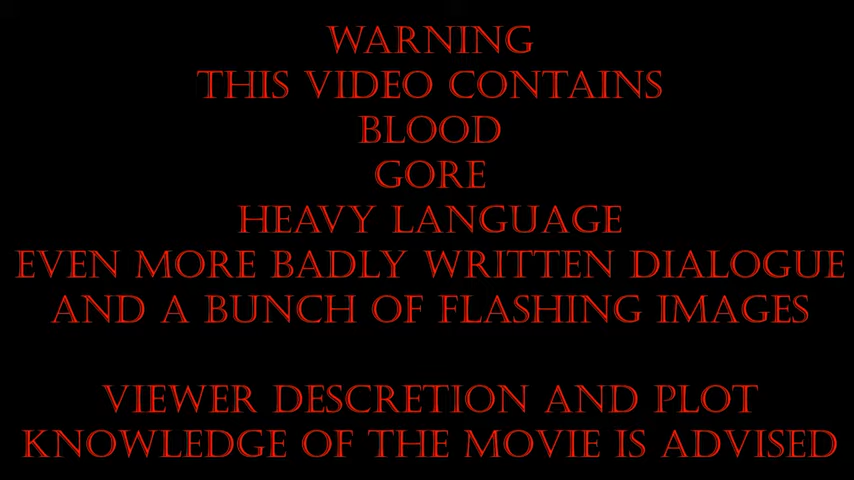 WARNING
THIS VIDEO CONTAINS
BLOOD
GORE
HEAVY LANGUAGE
EVEN MORE BADLY WRITTEN DIALOGUE
AND A BUNCH OF FLASHING IMAGES
VIEWER DESCRETION AND PLOT
KNOWLEDGE OF THE MOVIE IS ADVISED